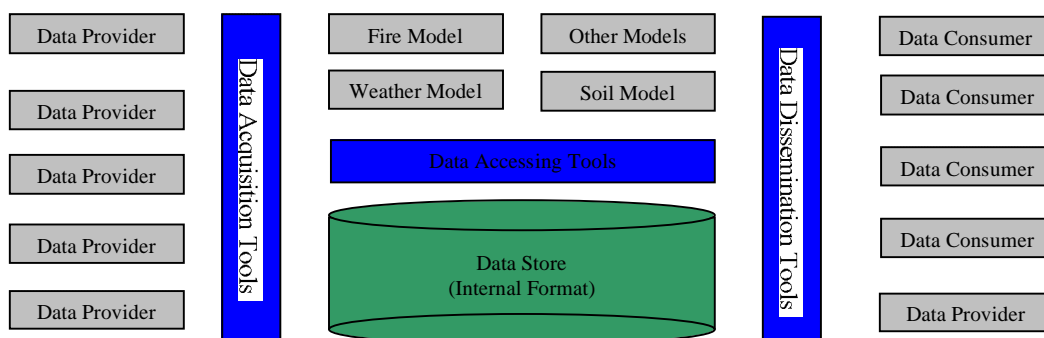 Data Provider
Data Provider
Data Provider
Data Provider
Data Provider
Data Acquisition Tools
Fire Model
Other Models
Weather Model
Soil Model
Data Accessing Tools
Data Store
(Internal Format)
Data Dissemination Tools
Data Consumer
Data Consumer
Data Consumer
Data Consumer
Data Provider